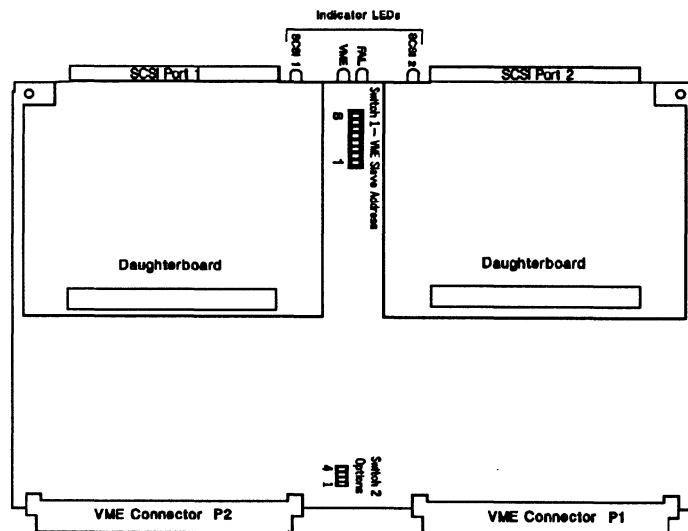 Indicator LEDs
SCSI 1
VME
FAIL
SCSI 2
SCSI Port 1
SCSI Port 2
Switch 1 – VME Slave Address
8
1
Daughterboard
Daughterboard
Switch 2
Options
4
1
VME Connector P2
VME Connector P1